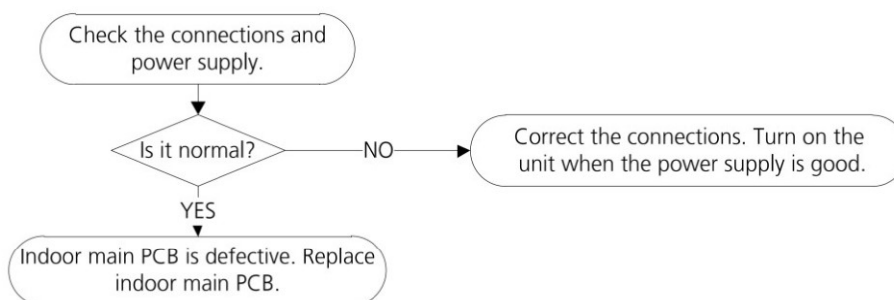 Check the connections and
power supply.
Is it normal?
NO
Correct the connections. Turn on the
unit when the power supply is good.
YES
Indoor main PCB is defective. Replace
indoor main PCB.